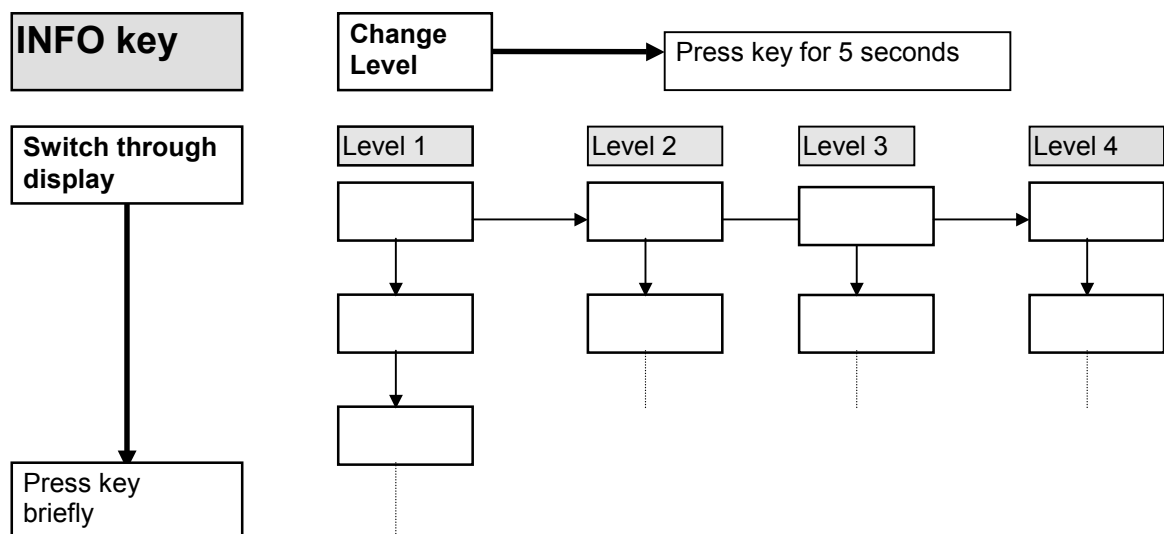 INFO key
Change
Level
Press key for 5 seconds
Switch through
display
Level 1
Level 2
Level 3
Level 4
Press key
briefly